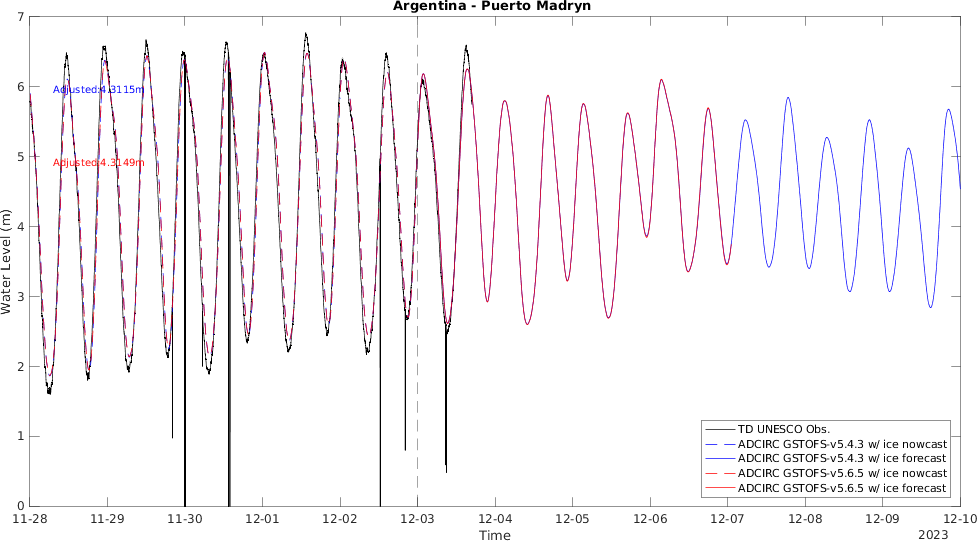 Argentina - Puerto Madryn
7
6
5
4
3
2
1
0
Water Level (m)
Adjusted:4.3115m
Adjusted:4.3149m
TD UNESCO Obs.
ADCIRC GSTOFS-v5.4.3 w/ ice nowcast
ADCIRC GSTOFS-v5.4.3 w/ ice forecast
ADCIRC GSTOFS-v5.6.5 w/ ice nowcast
ADCIRC GSTOFS-v5.6.5 w/ ice forecast
11-28 11-29 11-30 12-01 12-02 12-03 12-04 12-05 12-06 12-07 12-08 12-09 12-10
Time
2023